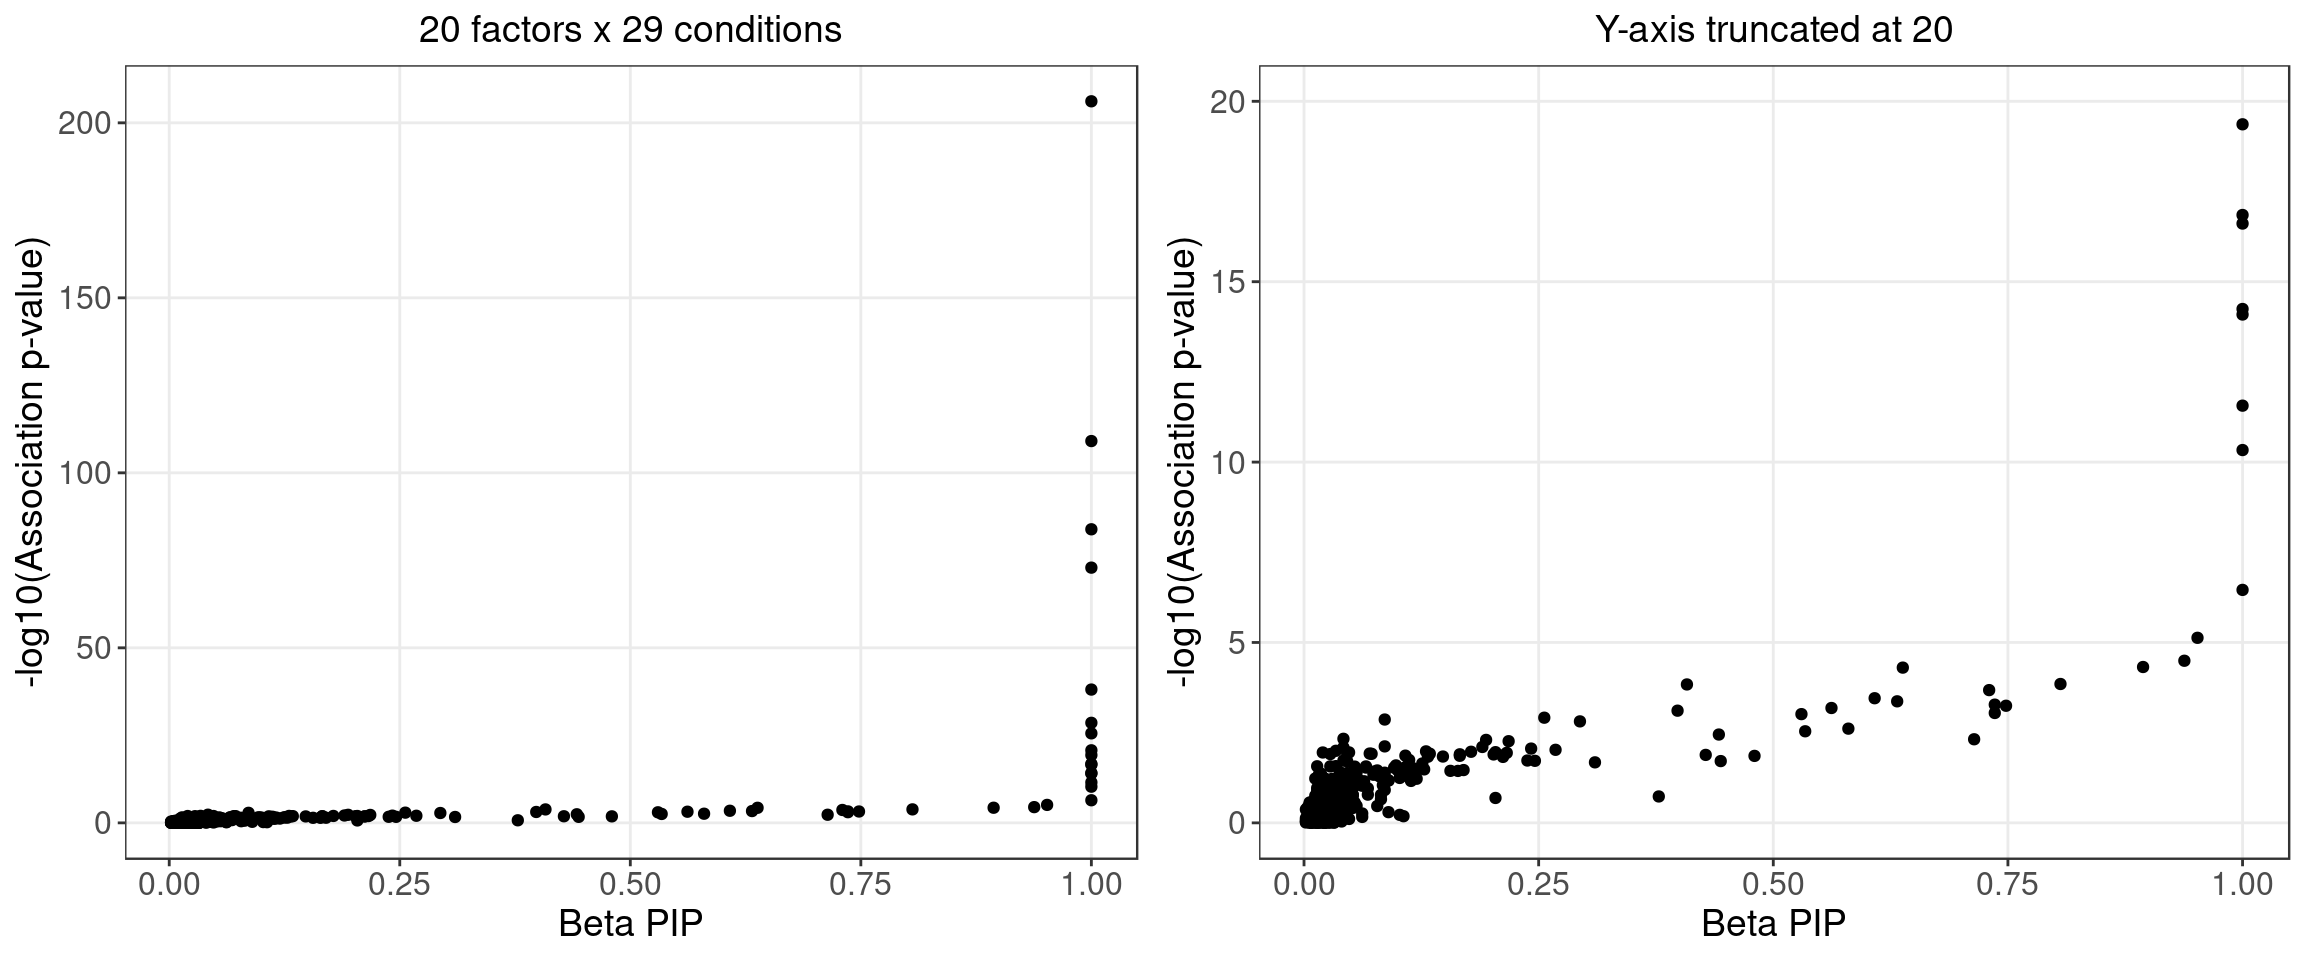 20 factors x 29 conditions
-log10(Association p-value)
200
150
100
50
0
0.00 0.25 0.50 0.75 1.00
Beta PIP
Y-axis truncated at 20
-log10(Association p-value)
20
15
10
5
0
0.00 0.25 0.50 0.75 1.00
Beta PIP